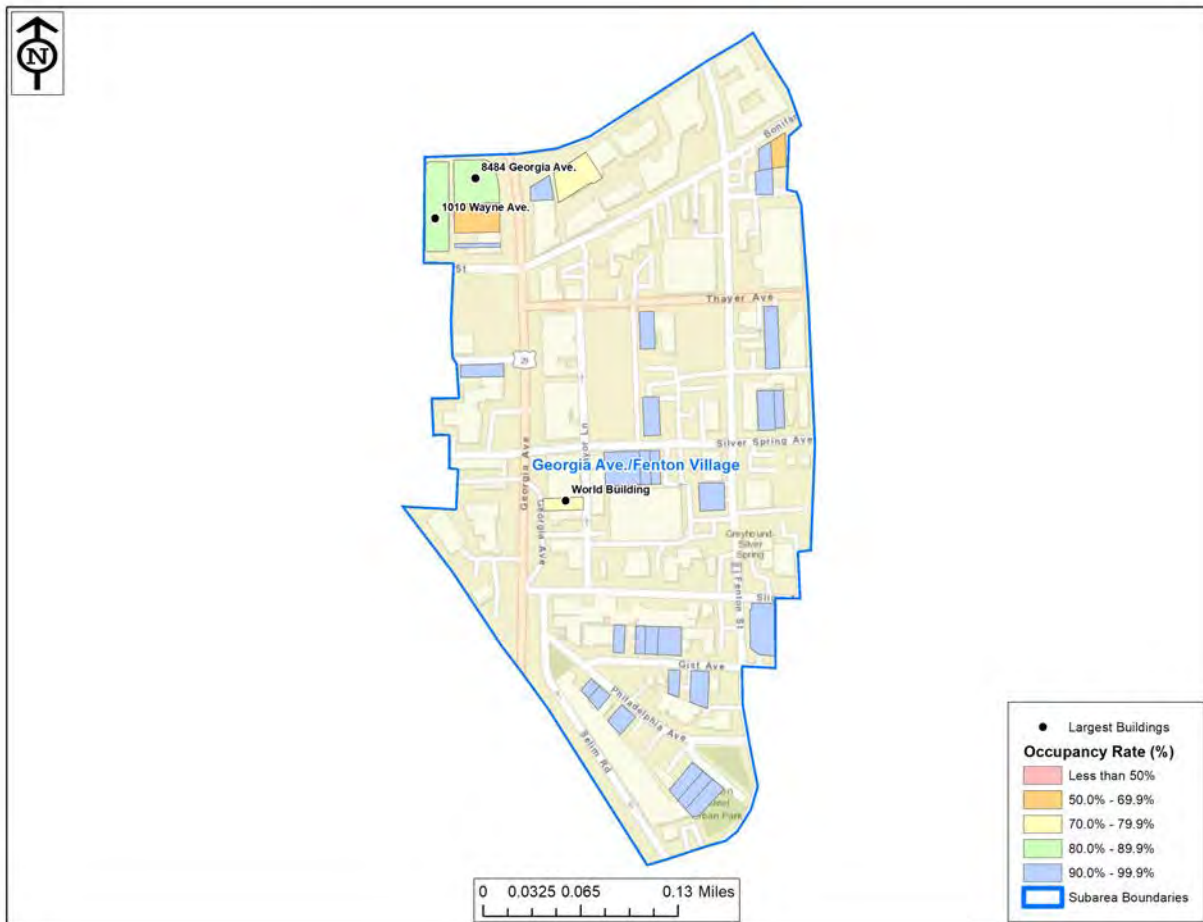 N
Bonifan
8484 Georgia Ave.
1010 Wayne Ave.
St
Thayer Ave
29
Georgia Ave
Silver Spring Ave
Georgia Ave./Fenton Village
World Building
Georgia Ave
Greyhound-
Silver
Spring
Fenton St
Gist Ave
Philadelphia Ave
Selim Rd
Urban Park
0 0.0325 0.065 0.13 Miles
Largest Buildings
Occupancy Rate (%)
Less than 50%
50.0% - 69.9%
70.0% - 79.9%
80.0% - 89.9%
90.0% - 99.9%
Subarea Boundaries